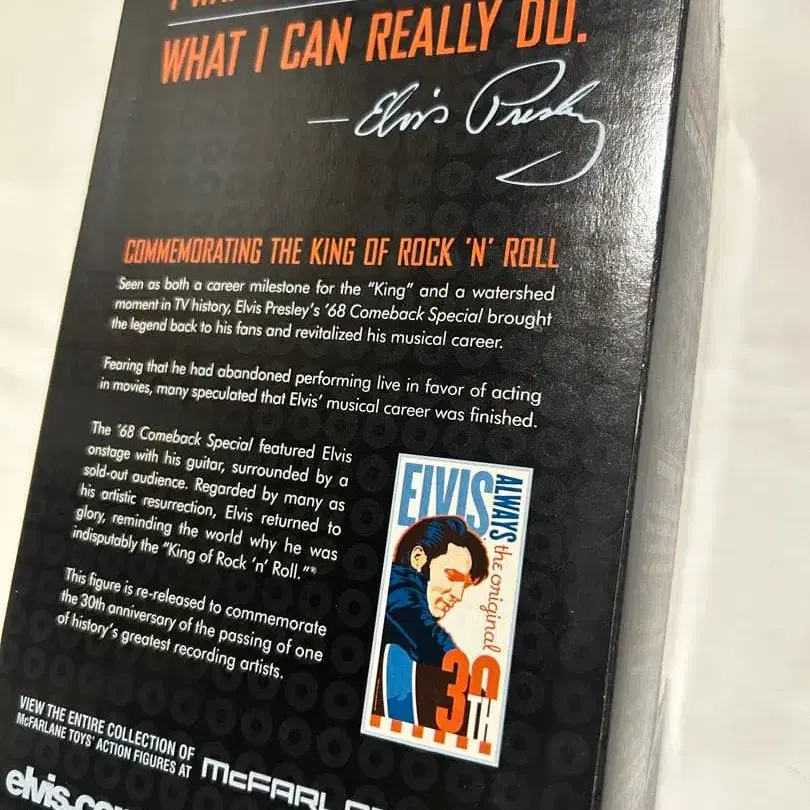 WHAT I CAN REALLY DO.
— Elvis Presley
COMMEMORATING THE KING OF ROCK 'N' ROLL
Seen as both a career milestone for the "King" and a watershed
moment in TV history, Elvis Presley's '68 Comeback Special brought
the legend back to his fans and revitalized his musical career.
Fearing that he had abandoned performing live in favor of acting
in movies, many speculated that Elvis' musical career was finished.
The '68 Comeback Special featured Elvis
onstage with his guitar, surrounded by a
sold-out audience. Regarded by many as
his artistic resurrection, Elvis returned to
glory, reminding the world why he was
indisputably the "King of Rock 'n' Roll."®
This figure is re-released to commemorate
the 30th anniversary of the passing of one
of history's greatest recording artists.
ELVIS
ALWAYS
the original
30TH
VIEW THE ENTIRE COLLECTION OF
McFARLANE TOYS' ACTION FIGURES AT
elvis.com